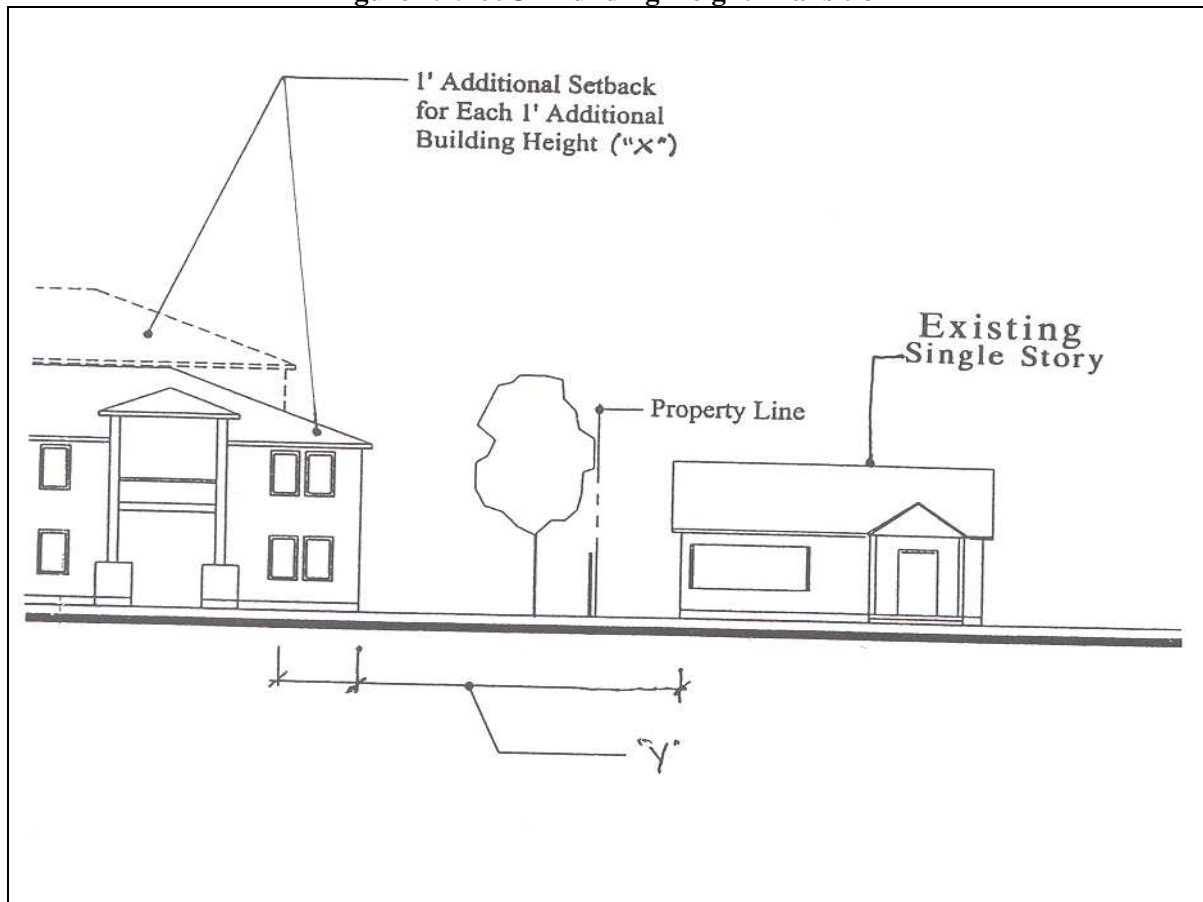 1' Additional Setback
for Each 1' Additional
Building Height ("X")
Existing
Single Story
Property Line
"Y"